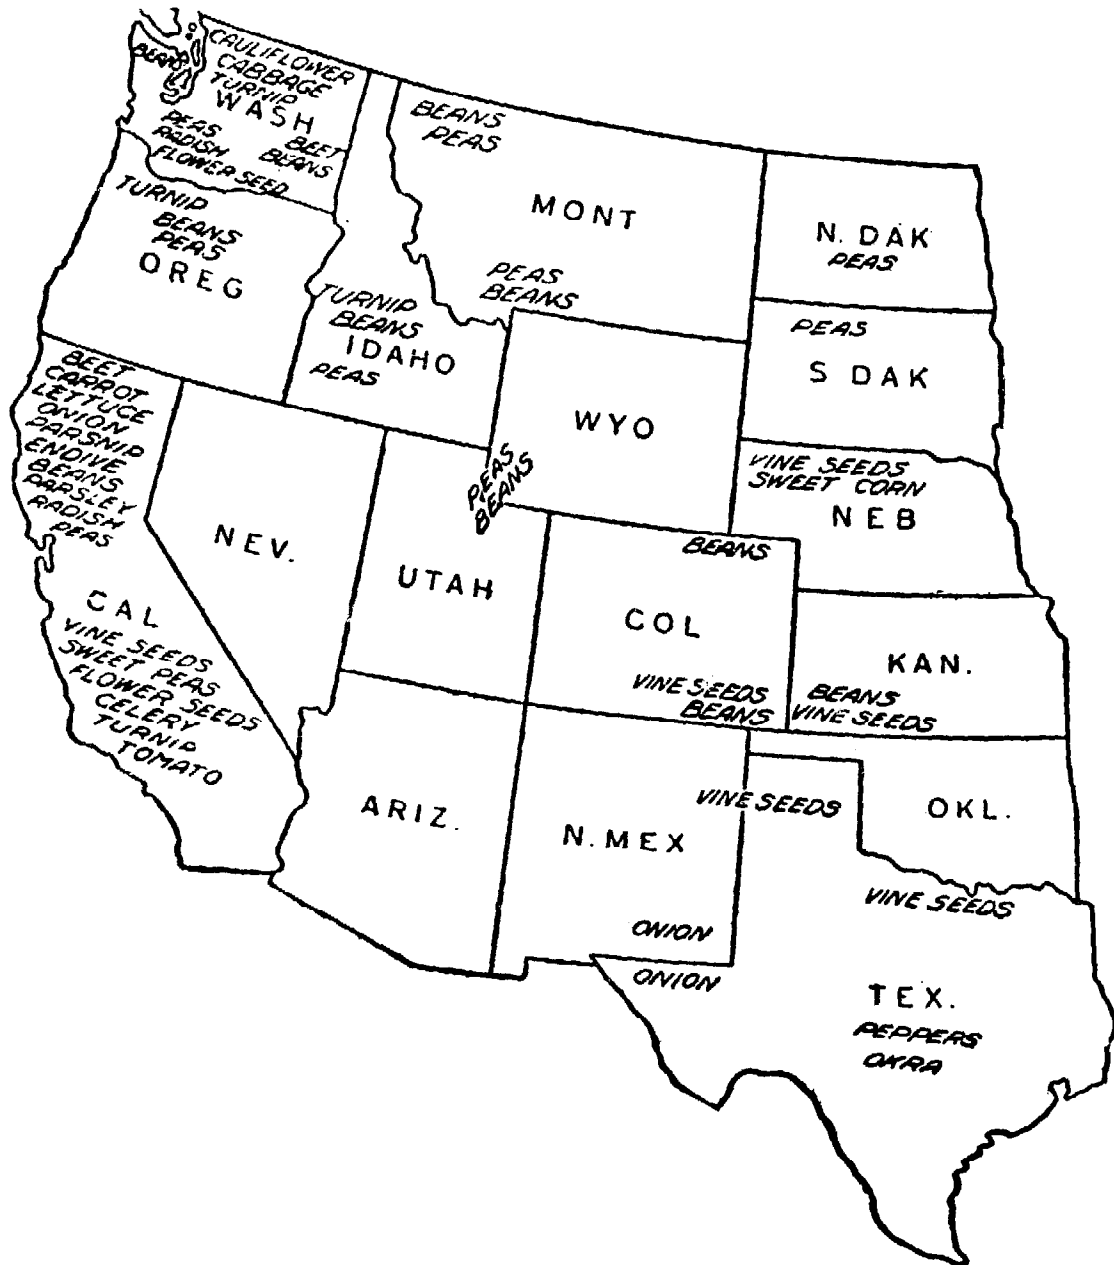 BEANS
CAULIFLOWER
CABBAGE
TURNIP
WASH
PEAS
RADISH
FLOWER SEED
BEET
BEANS
TURNIP
BEANS
PEAS
OREG
BEANS
PEAS
MONT
PEAS
BEANS
N. DAK
PEAS
TURNIP
BEANS
IDAHO
PEAS
PEAS
S DAK
WYO
PEAS
BEANS
VINE SEEDS
SWEET CORN
NEB
BEET
CARROT
LETTUCE
ONION
PARSNIP
ENDIVE
BEANS
PARSLEY
RADISH
PEAS
CAL
VINE SEEDS
SWEET PEAS
FLOWER SEEDS
CELERY
TURNIP
TOMATO
NEV.
UTAH
BEANS
COL
VINE SEEDS
BEANS
KAN.
BEANS
VINE SEEDS
ARIZ.
N. MEX
ONION
VINE SEEDS
OKL.
VINE SEEDS
ONION
TEX.
PEPPERS
OKRA